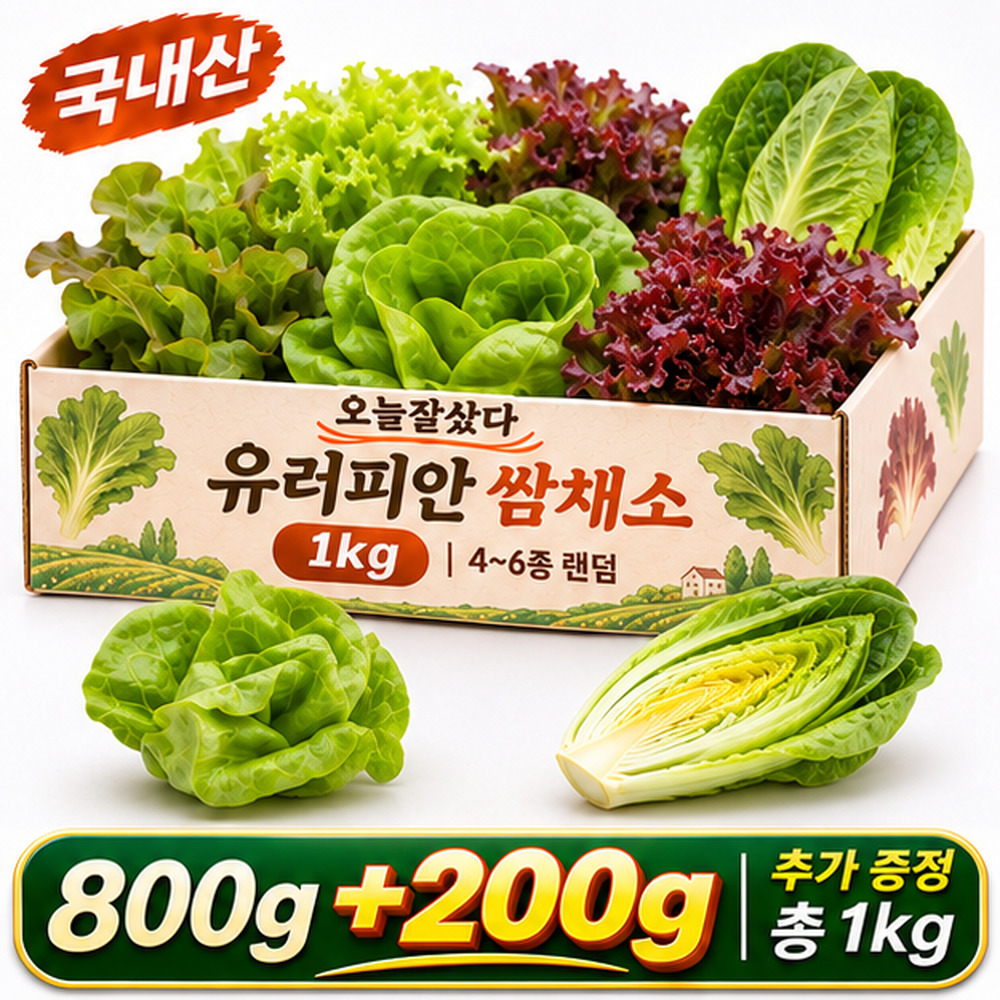 국내산
오늘잘샀다
유러피안 쌈채소
1kg | 4~6종 랜덤
800g +200g
추가 증정
총 1kg